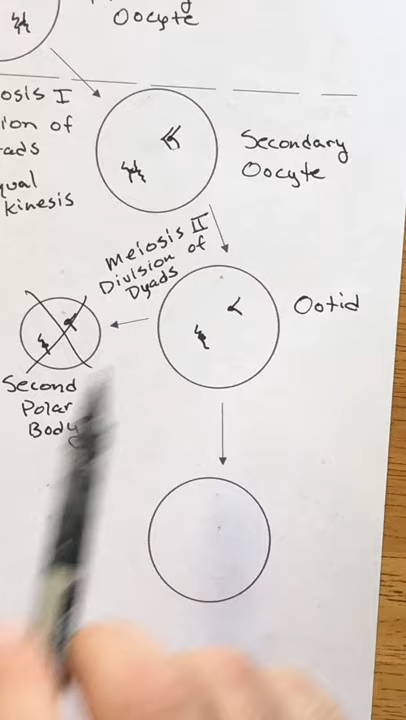 Oocyte
osis I
ion of
ads
qual
kinesis
Secondary
Oocyte
Meiosis II
Division of
Dyads
Ootid
Second
Polar
Body